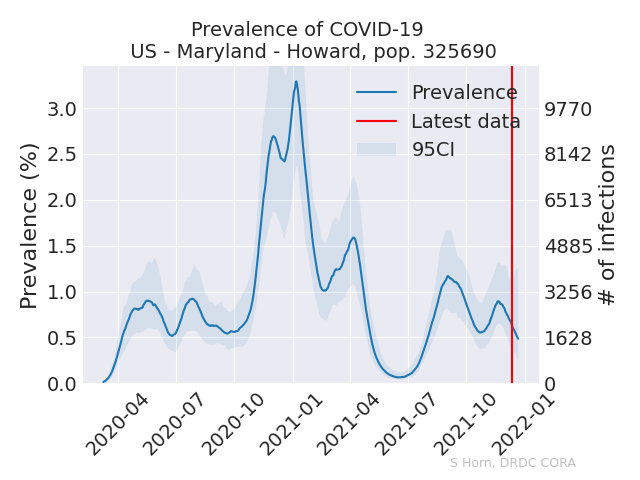 Prevalence of COVID-19
US - Maryland - Howard, pop. 325690
Prevalence (%)
3.0
2.5
2.0
1.5
1.0
0.5
0.0
Prevalence
Latest data
95CI
9770
8142
6513
4885
3256
1628
0
# of infections
2020-04
2020-07
2020-10
2021-01
2021-04
2021-07
2021-10
2022-01
S Horn, DRDC CORA